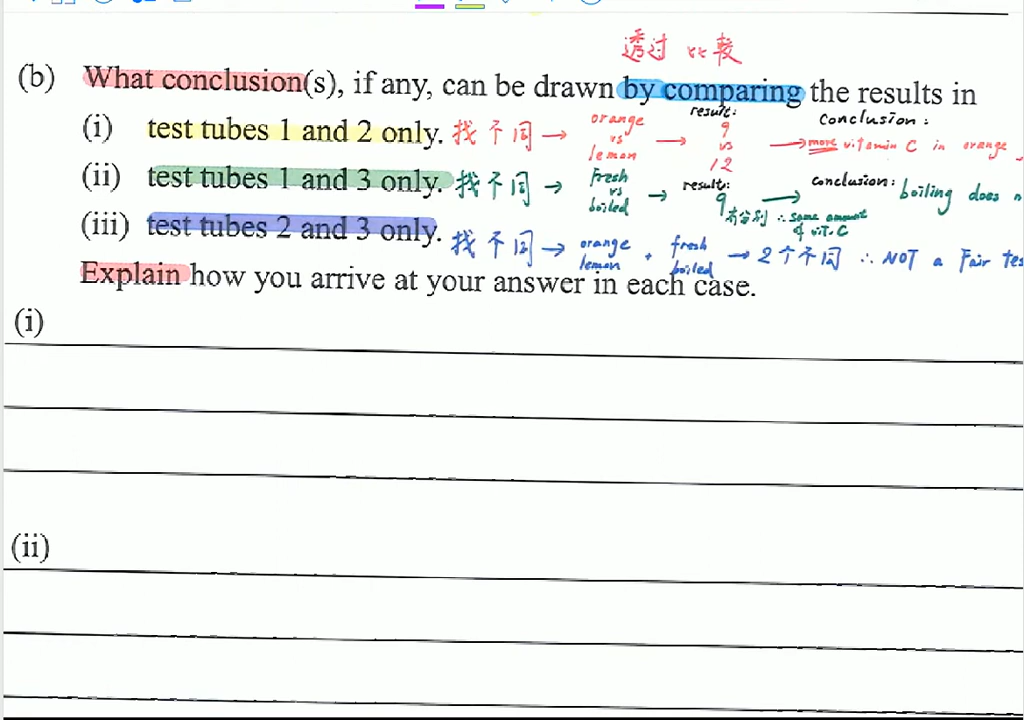 透过 比較
(b) What conclusion(s), if any, can be drawn by comparing the results in
(i) test tubes 1 and 2 only. 找不同 → orange vs lemon → result: 9 vs 12 → conclusion: more vitamin C in orange
(ii) test tubes 1 and 3 only. 找不同 → fresh vs boiled → result: 9 冇分别 ∴ same amount of vit. C → conclusion: boiling does
(iii) test tubes 2 and 3 only. 找不同 → orange lemon + fresh boiled → 2个不同 ∴ NOT a Fair
Explain how you arrive at your answer in each case.
(i)
(ii)